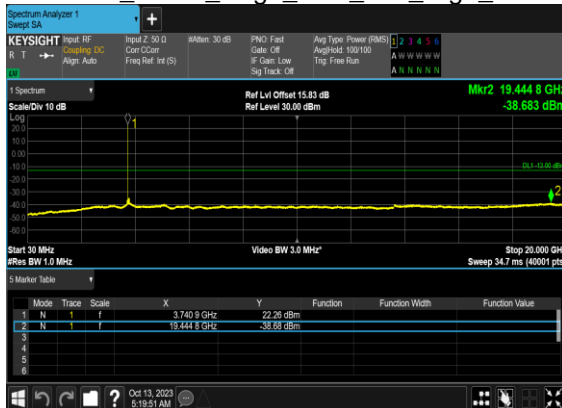 Spectrum Analyzer 1
Swept SA
+
KEYSIGHT Input: RF Input Z: 50 Ω #Atten: 30 dB PNO: Fast Avg Type: Power (RMS) 1 2 3 4 5 6
R T Coupling: DC Corr CCorr Gate: Off Avg|Hold: 100/100 A W W W W W
Align: Auto Freq Ref: Int (S) IF Gain: Low Trig: Free Run
LXI Sig Track: Off A N N N N N
1 Spectrum Ref Lvl Offset 15.83 dB Mkr2 19.444 8 GHz
Scale/Div 10 dB Ref Level 30.00 dBm -38.683 dBm
Log 1
20.0
10.0
0.00
-10.0 DL1 -13.00 dBm
-20.0
-30.0 2
-40.0
-50.0
-60.0
Start 30 MHz Video BW 3.0 MHz* Stop 20.000 GHz
#Res BW 1.0 MHz Sweep 34.7 ms (40001 pts)
5 Marker Table
Mode Trace Scale X Y Function Function Width Function Value
1 N 1 f 3.740 9 GHz 22.26 dBm
2 N 1 f 19.444 8 GHz -38.68 dBm
3
4
5
6
? Oct 13, 2023
5:19:51 AM